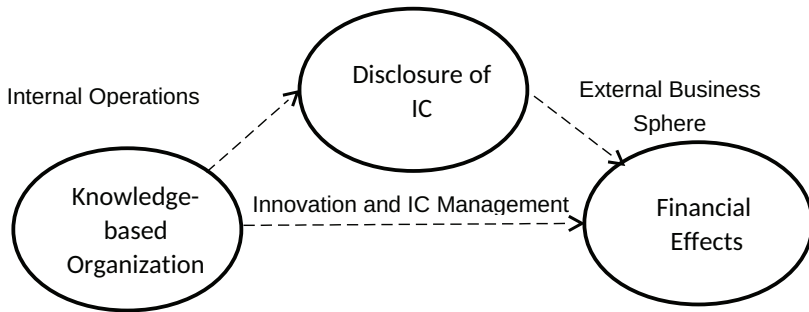 Disclosure of
IC
Internal Operations
External Business
Sphere
Knowledge-
based
Organization
Innovation and IC Management
Financial
Effects